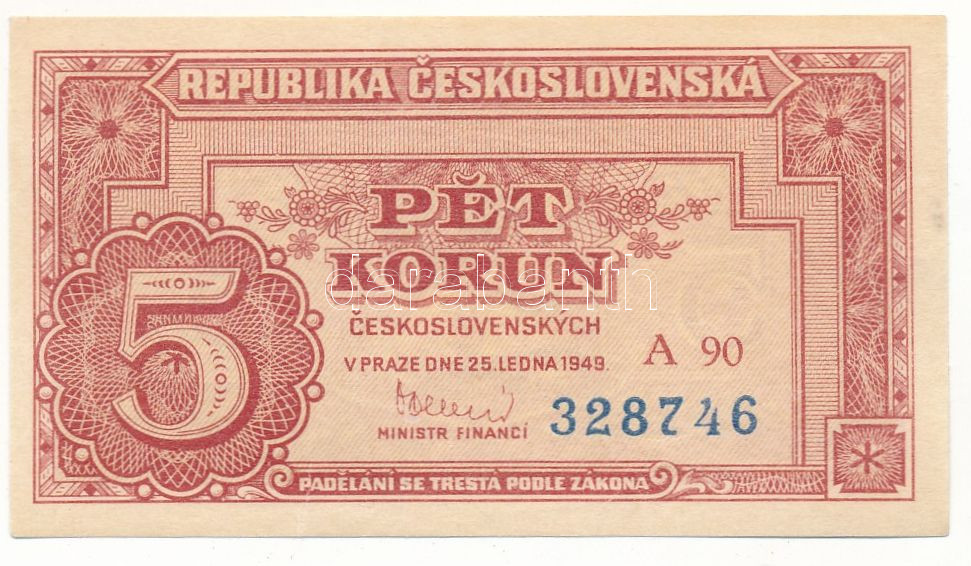 REPUBLIKA ČESKOSLOVENSKÁ
PĚT
KORUN
darabanth
ČESKOSLOVENSKÝCH
V PRAZE DNE 25. LEDNA 1949.
A 90
5
328746
MINISTR FINANCÍ
PADĚLÁNÍ SE TRESTÁ PODLE ZÁKONA